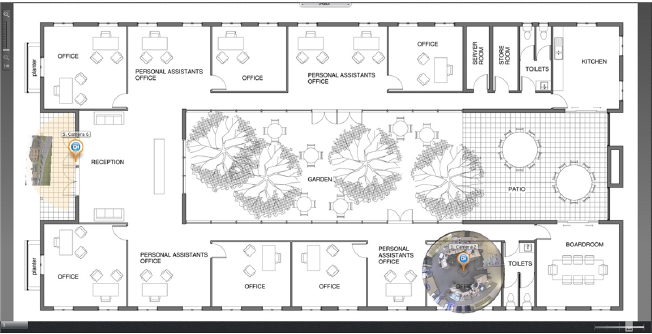 OFFICE
PERSONAL ASSISTANTS
OFFICE
OFFICE
PERSONAL ASSISTANTS
OFFICE
OFFICE
SERVER
ROOM
STORE
ROOM
TOILETS
KITCHEN
planter
RECEPTION
GARDEN
PATIO
planter
OFFICE
PERSONAL ASSISTANTS
OFFICE
OFFICE
OFFICE
PERSONAL
ASSISTANTS
OFFICE
TOILETS
BOARDROOM